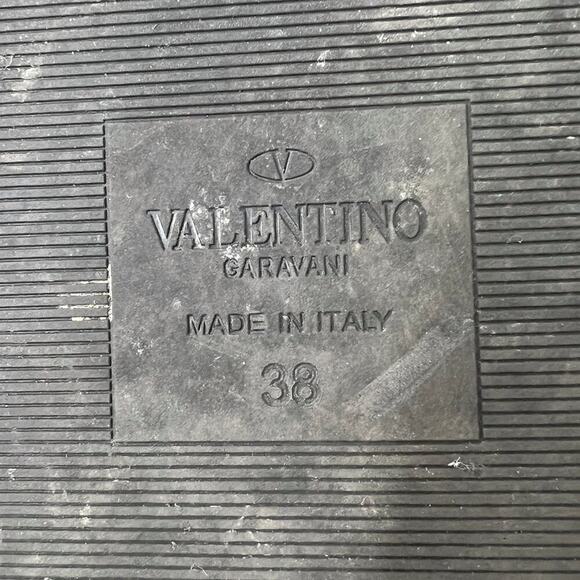 V
VALENTINO
GARAVANI
MADE IN ITALY
38